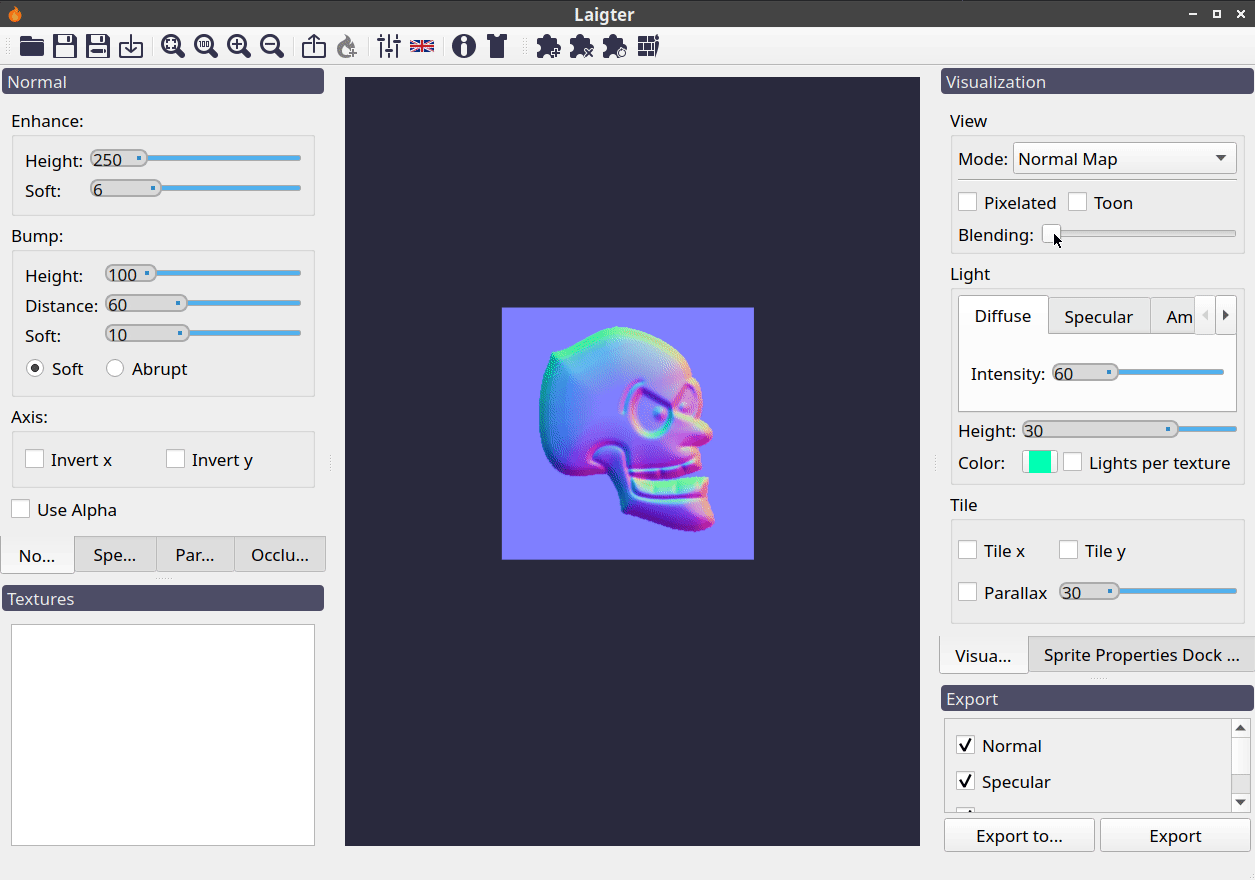 Laigter
100
Normal
Enhance:
Height: 250
Soft: 6
Bump:
Height: 100
Distance: 60
Soft: 10
Soft Abrupt
Axis:
Invert x Invert y
Use Alpha
No... Spe... Par... Occlu...
Textures
Visualization
View
Mode: Normal Map
Pixelated Toon
Blending:
Light
Diffuse Specular Am
Intensity: 60
Height: 30
Color: Lights per texture
Tile
Tile x Tile y
Parallax 30
Visua... Sprite Properties Dock ...
Export
Normal
Specular
Export to... Export